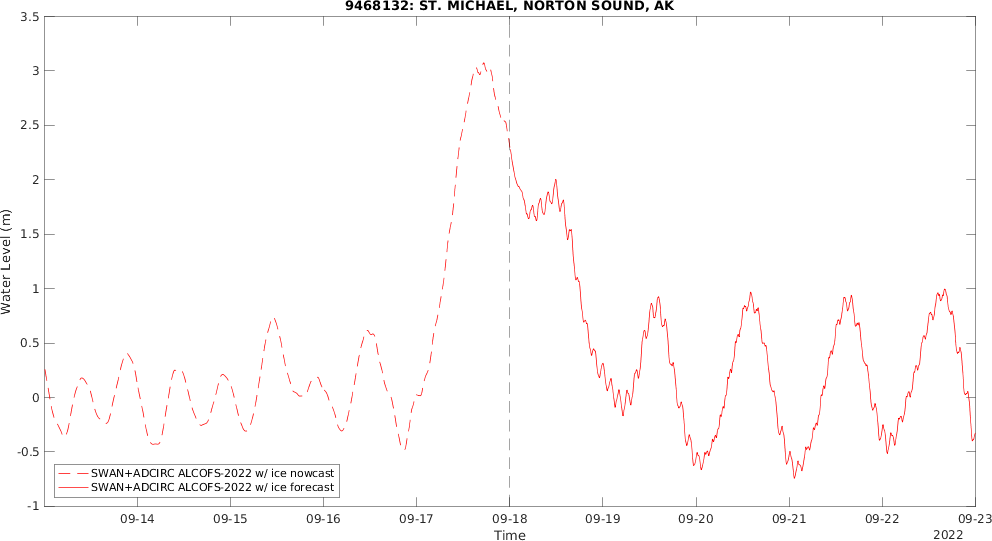 9468132: ST. MICHAEL, NORTON SOUND, AK
3.5
3
2.5
2
1.5
1
0.5
0
-0.5
-1
Water Level (m)
SWAN+ADCIRC ALCOFS-2022 w/ ice nowcast
SWAN+ADCIRC ALCOFS-2022 w/ ice forecast
09-14 09-15 09-16 09-17 09-18 09-19 09-20 09-21 09-22 09-23
Time
2022